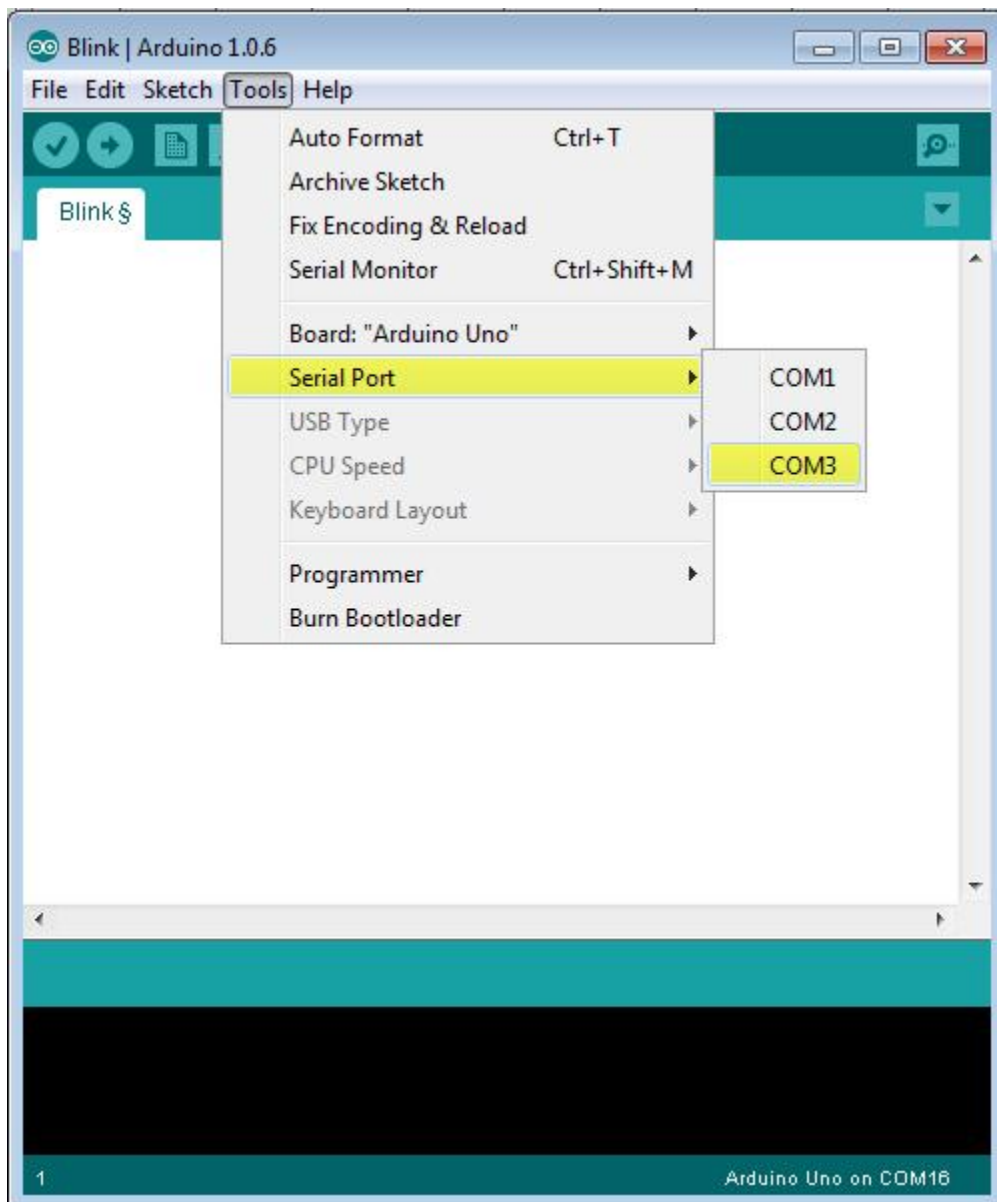 Blink | Arduino 1.0.6
File Edit Sketch Tools Help
Auto Format Ctrl+T
Archive Sketch
Blink §
Fix Encoding & Reload
Serial Monitor Ctrl+Shift+M
Board: "Arduino Uno"
Serial Port
COM1
USB Type
COM2
CPU Speed
COM3
Keyboard Layout
Programmer
Burn Bootloader
1 Arduino Uno on COM16